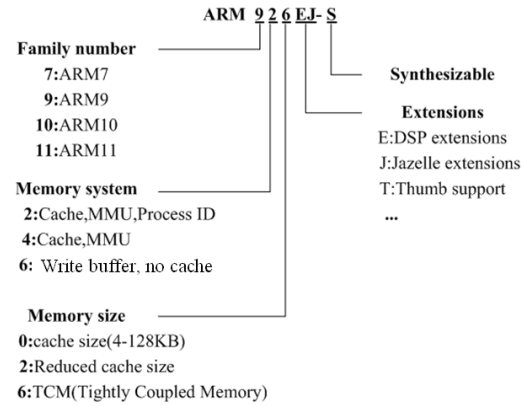 ARM 926EJ-S
Family number
7:ARM7
9:ARM9
10:ARM10
11:ARM11
Memory system
2:Cache,MMU,Process ID
4:Cache,MMU
6: Write buffer, no cache
Memory size
0:cache size(4-128KB)
2:Reduced cache size
6:TCM(Tightly Coupled Memory)
Synthesizable
Extensions
E:DSP extensions
J:Jazelle extensions
T:Thumb support
...